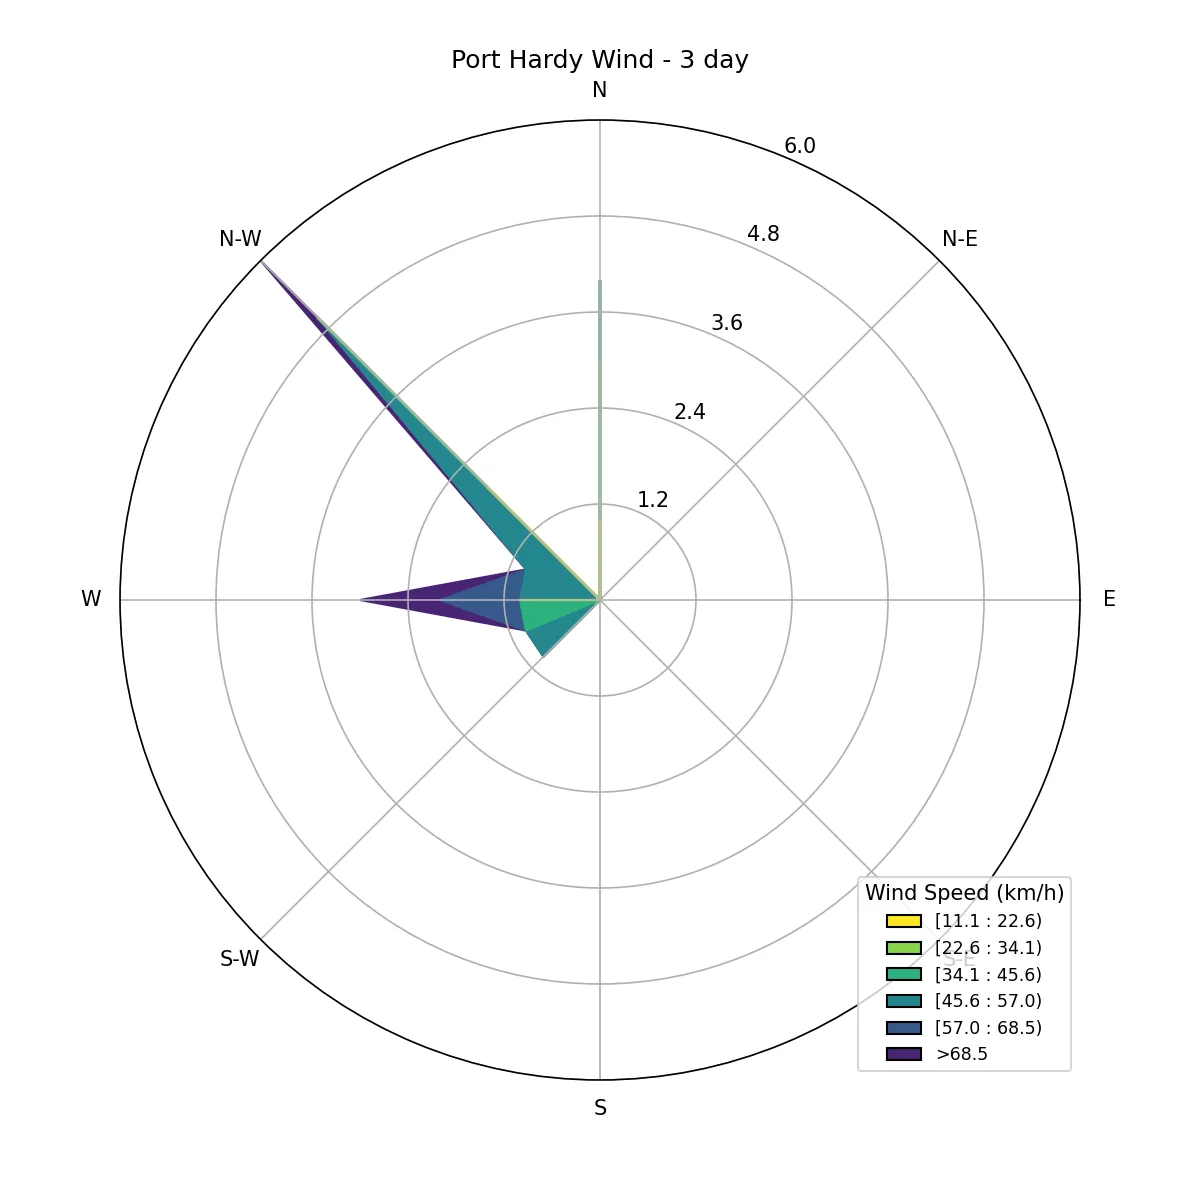 Port Hardy Wind - 3 day
N
6.0
N-W
N-E
4.8
3.6
2.4
1.2
W
E
S-W
S-E
S
Wind Speed (km/h)
[11.1 : 22.6)
[22.6 : 34.1)
[34.1 : 45.6)
[45.6 : 57.0)
[57.0 : 68.5)
>68.5